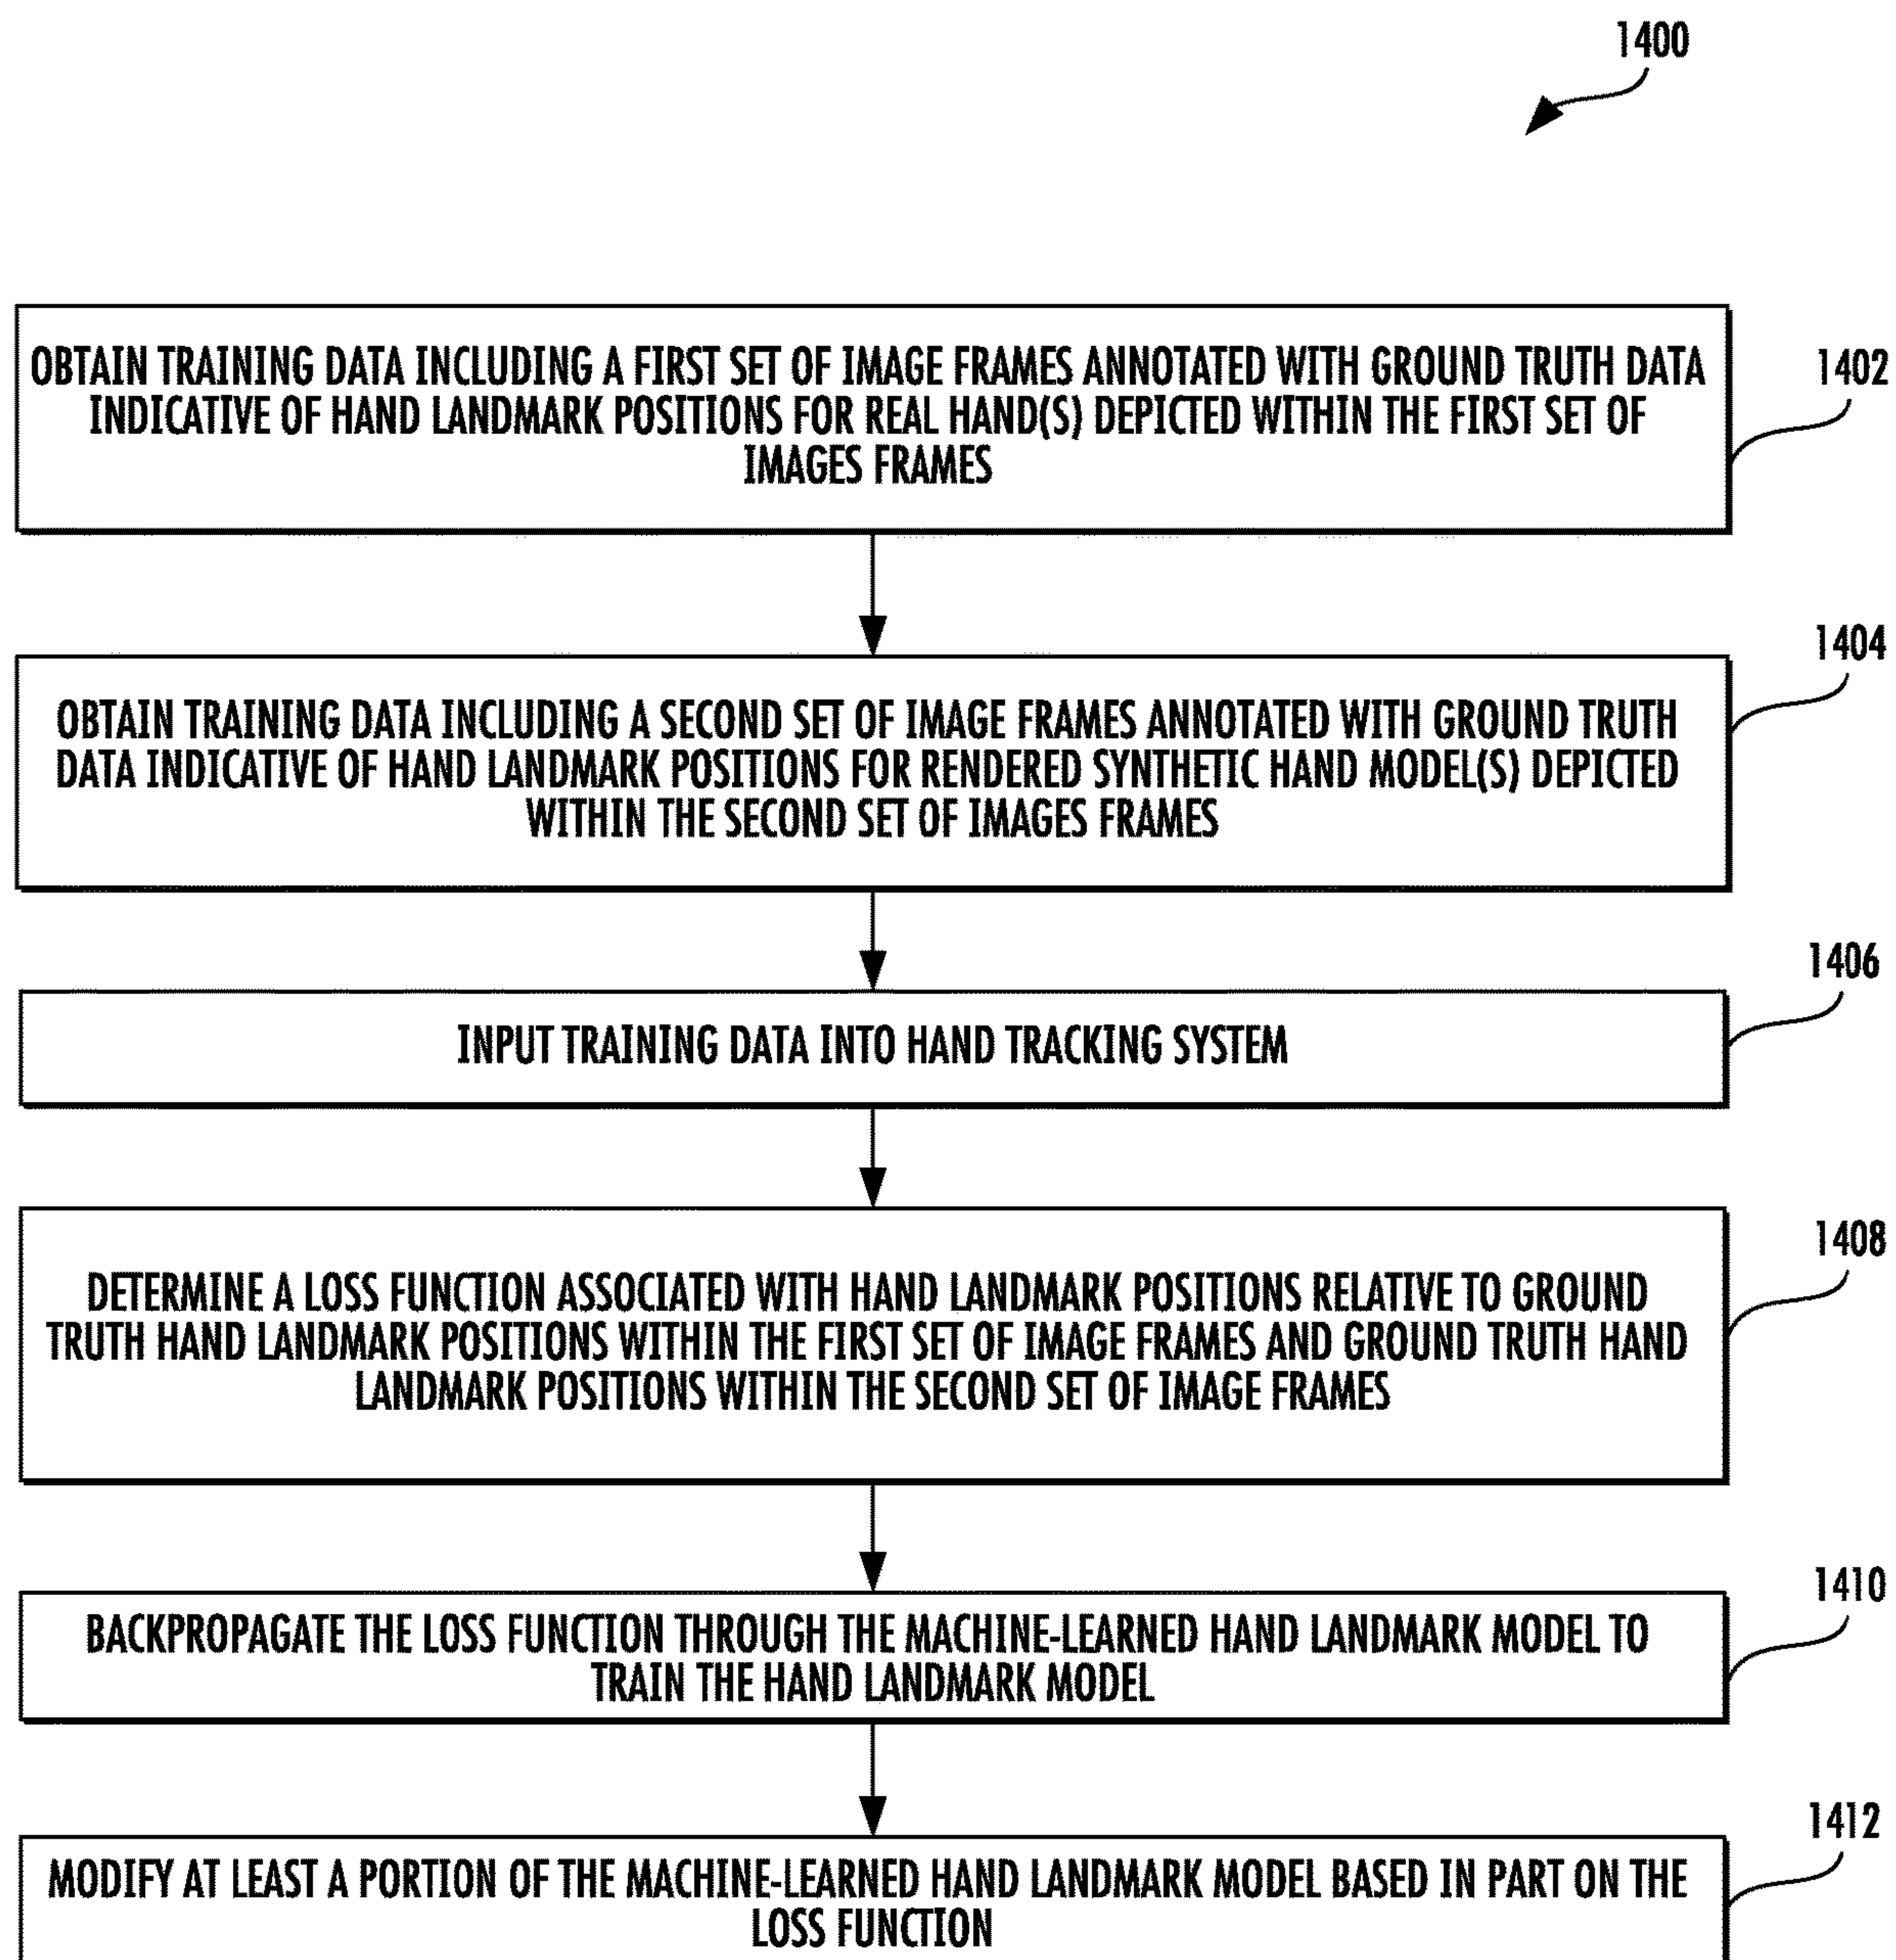 1400
OBTAIN TRAINING DATA INCLUDING A FIRST SET OF IMAGE FRAMES ANNOTATED WITH GROUND TRUTH DATA
INDICATIVE OF HAND LANDMARK POSITIONS FOR REAL HAND(S) DEPICTED WITHIN THE FIRST SET OF
IMAGES FRAMES
1402
OBTAIN TRAINING DATA INCLUDING A SECOND SET OF IMAGE FRAMES ANNOTATED WITH GROUND TRUTH
DATA INDICATIVE OF HAND LANDMARK POSITIONS FOR RENDERED SYNTHETIC HAND MODEL(S) DEPICTED
WITHIN THE SECOND SET OF IMAGES FRAMES
1404
INPUT TRAINING DATA INTO HAND TRACKING SYSTEM
1406
DETERMINE A LOSS FUNCTION ASSOCIATED WITH HAND LANDMARK POSITIONS RELATIVE TO GROUND
TRUTH HAND LANDMARK POSITIONS WITHIN THE FIRST SET OF IMAGE FRAMES AND GROUND TRUTH HAND
LANDMARK POSITIONS WITHIN THE SECOND SET OF IMAGE FRAMES
1408
BACKPROPAGATE THE LOSS FUNCTION THROUGH THE MACHINE-LEARNED HAND LANDMARK MODEL TO
TRAIN THE HAND LANDMARK MODEL
1410
MODIFY AT LEAST A PORTION OF THE MACHINE-LEARNED HAND LANDMARK MODEL BASED IN PART ON THE
LOSS FUNCTION
1412